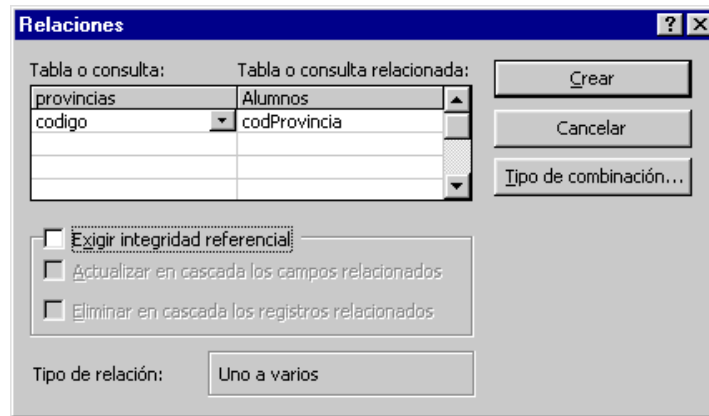 Relaciones
Tabla o consulta: Tabla o consulta relacionada:
provincias Alumnos
codigo codProvincia
Crear
Cancelar
Tipo de combinación...
Exigir integridad referencial
Actualizar en cascada los campos relacionados
Eliminar en cascada los registros relacionados
Tipo de relación: Uno a varios